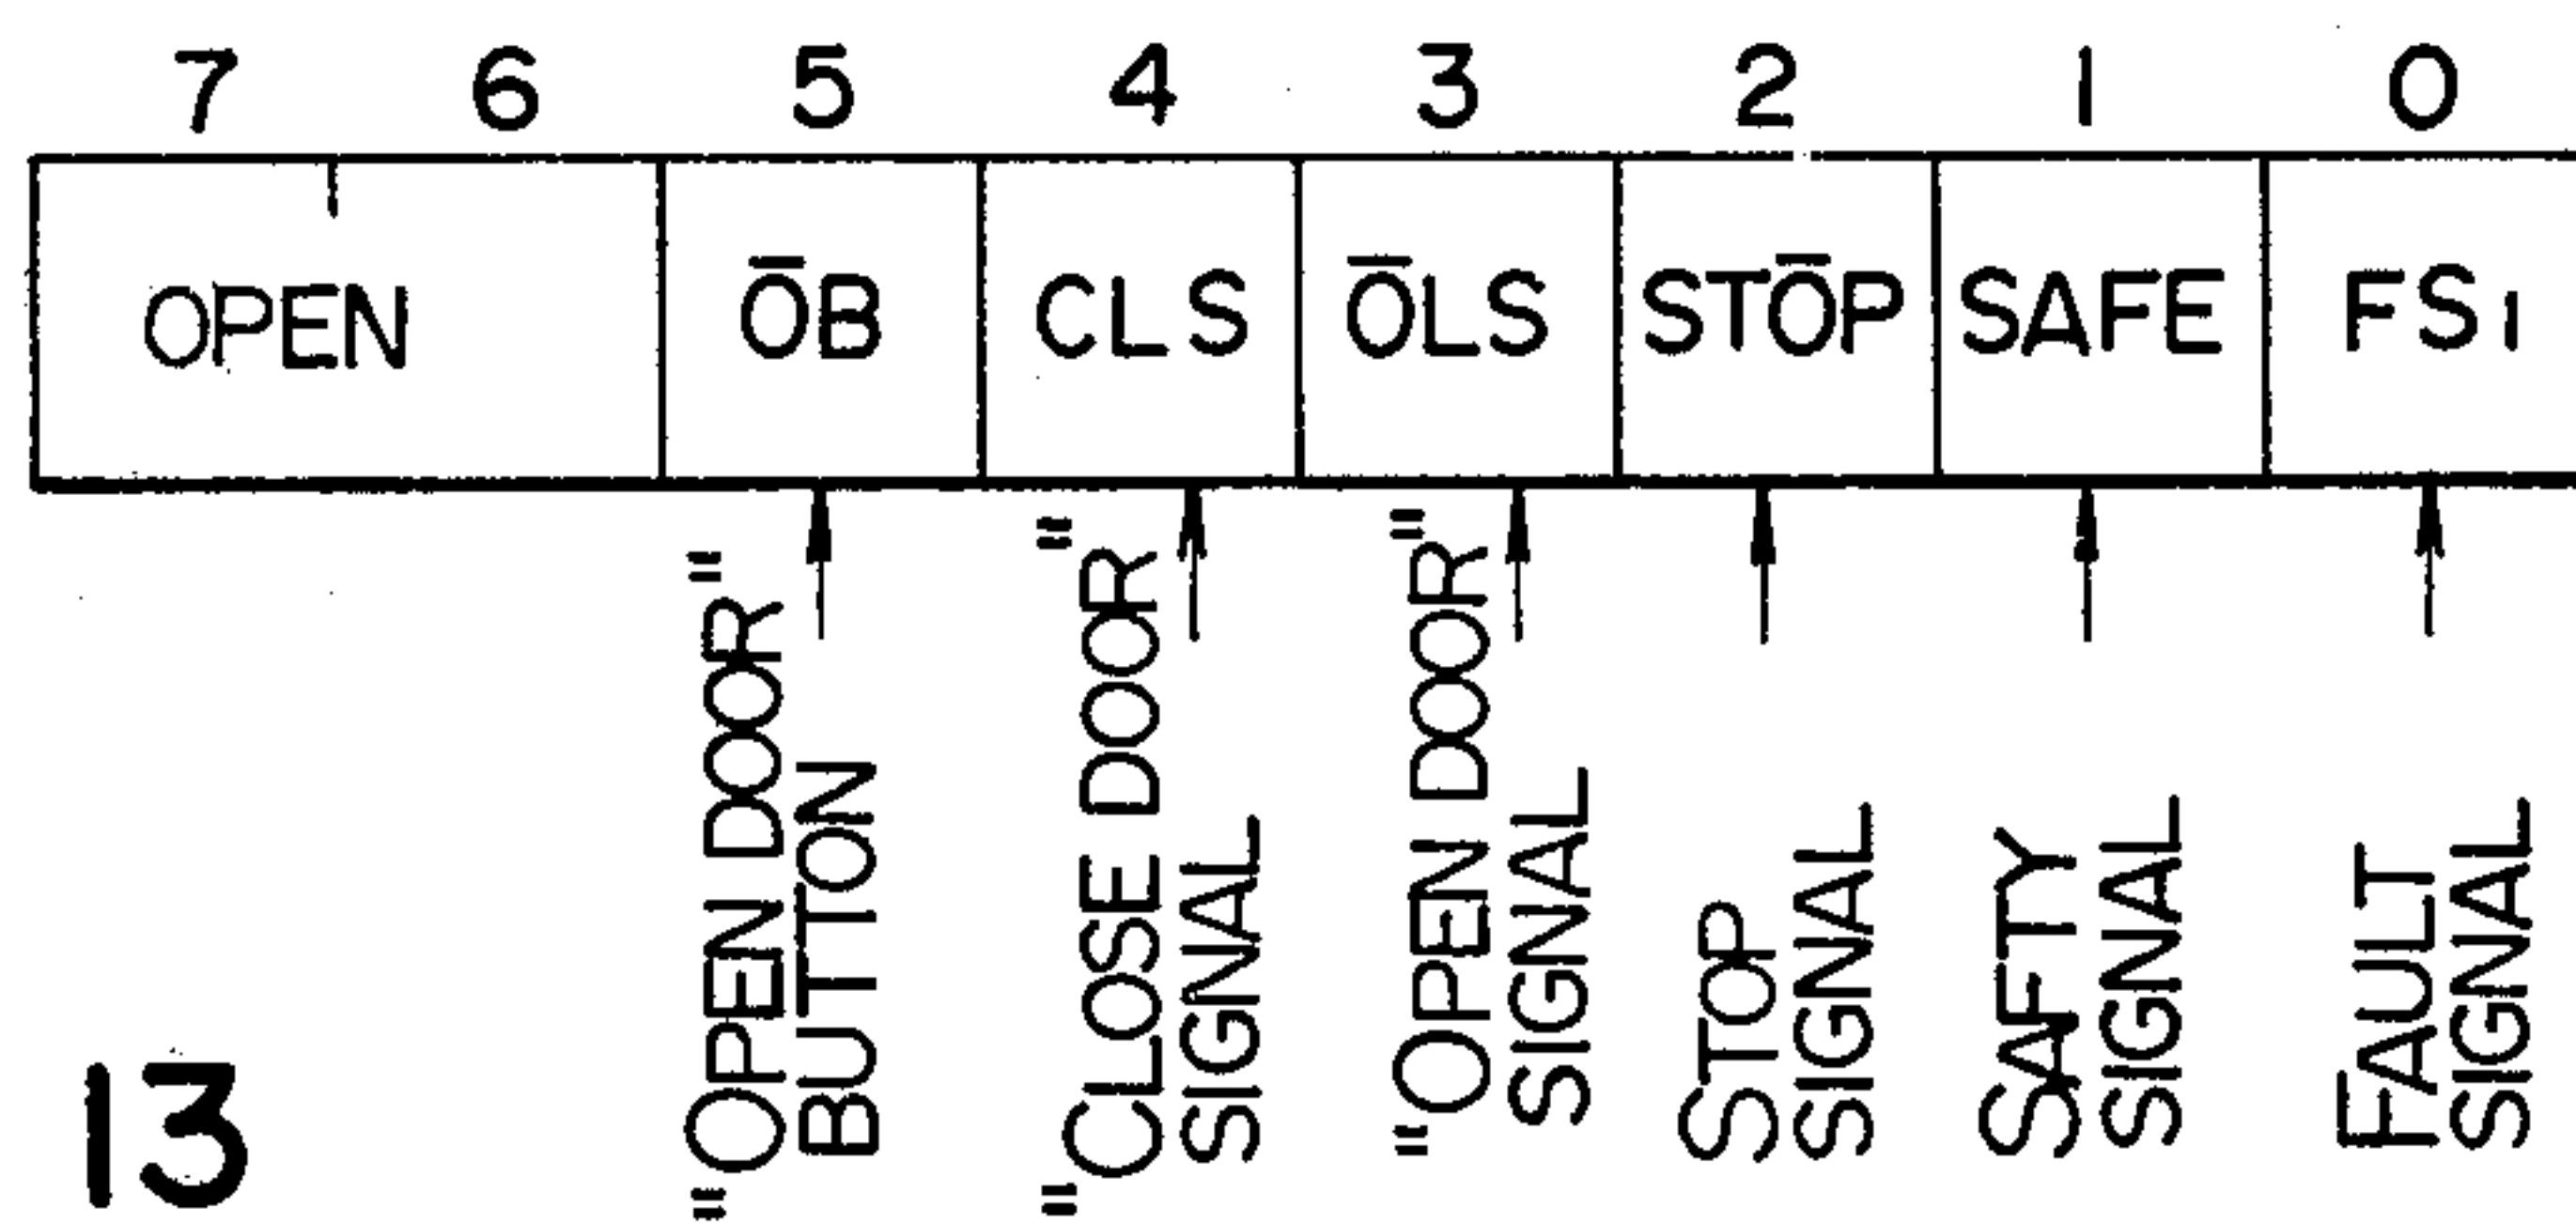 7 6 5 4 3 2 1 0
OPEN ŌB CLS ŌLS STŌP SAFE FS1
"OPEN DOOR"
BUTTON
"CLOSE DOOR"
SIGNAL
"OPEN DOOR"
SIGNAL
STOP
SIGNAL
SAFTY
SIGNAL
FAULT
SIGNAL
13